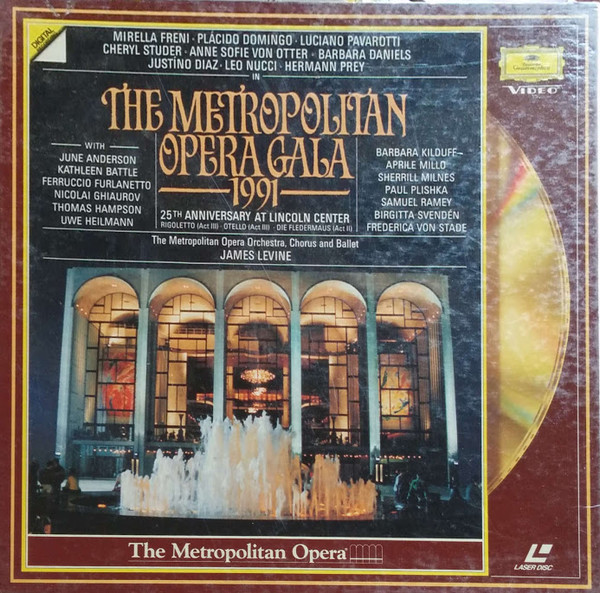 DIGITAL
MIRELLA FRENI · PLÁCIDO DOMINGO · LUCIANO PAVAROTTI
CHERYL STUDER · ANNE SOFIE VON OTTER · BARBARA DANIELS
JUSTINO DIAZ · LEO NUCCI · HERMANN PREY
IN
THE METROPOLITAN
OPERA GALA
1991
25TH ANNIVERSARY AT LINCOLN CENTER
RIGOLETTO (Act III) · OTELLO (Act III) · DIE FLEDERMAUS (Act II)
WITH
JUNE ANDERSON
KATHLEEN BATTLE
FERRUCCIO FURLANETTO
NICOLAI GHIAUROV
THOMAS HAMPSON
UWE HEILMANN
BARBARA KILDUFF
APRILE MILLO
SHERRILL MILNES
PAUL PLISHKA
SAMUEL RAMEY
BIRGITTA SVENDÉN
FREDERICA VON STADE
The Metropolitan Opera Orchestra, Chorus and Ballet
JAMES LEVINE
Deutsche
Grammophon
VIDEO
The Metropolitan Opera
LASER DISC